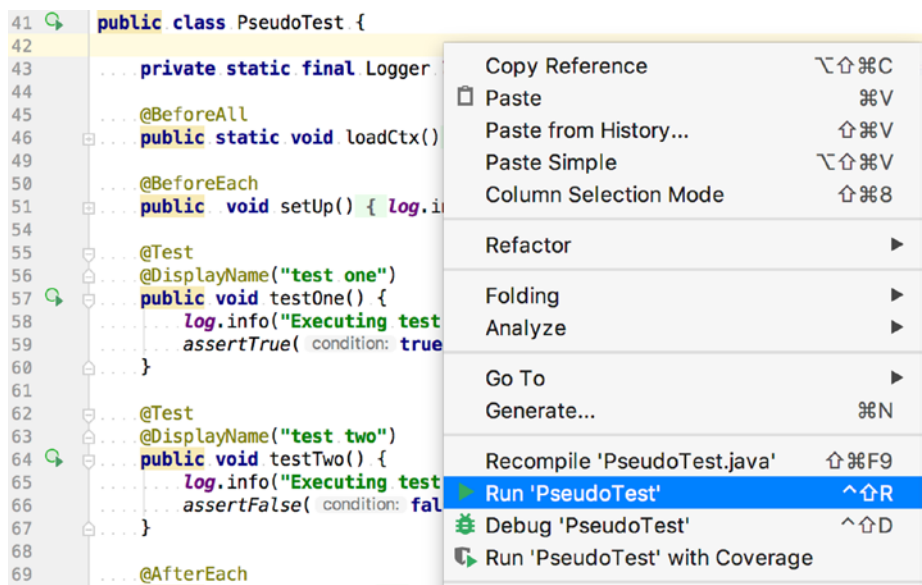 41 public class PseudoTest {
42
43 private static final Logger
44
45 @BeforeAll
46 public static void loadCtx()
49
50 @BeforeEach
51 public void setUp() { log.in
54
55 @Test
56 @DisplayName("test one")
57 public void testOne() {
58 log.info("Executing test
59 assertTrue( condition: true
60 }
61
62 @Test
63 @DisplayName("test two")
64 public void testTwo() {
65 log.info("Executing test
66 assertFalse( condition: fal
67 }
68
69 @AfterEach
Copy Reference ⌥⇧⌘C
Paste ⌘V
Paste from History... ⇧⌘V
Paste Simple ⌥⇧⌘V
Column Selection Mode ⇧⌘8
Refactor
Folding
Analyze
Go To
Generate... ⌘N
Recompile 'PseudoTest.java' ⇧⌘F9
Run 'PseudoTest' ^⇧R
Debug 'PseudoTest' ^⇧D
Run 'PseudoTest' with Coverage